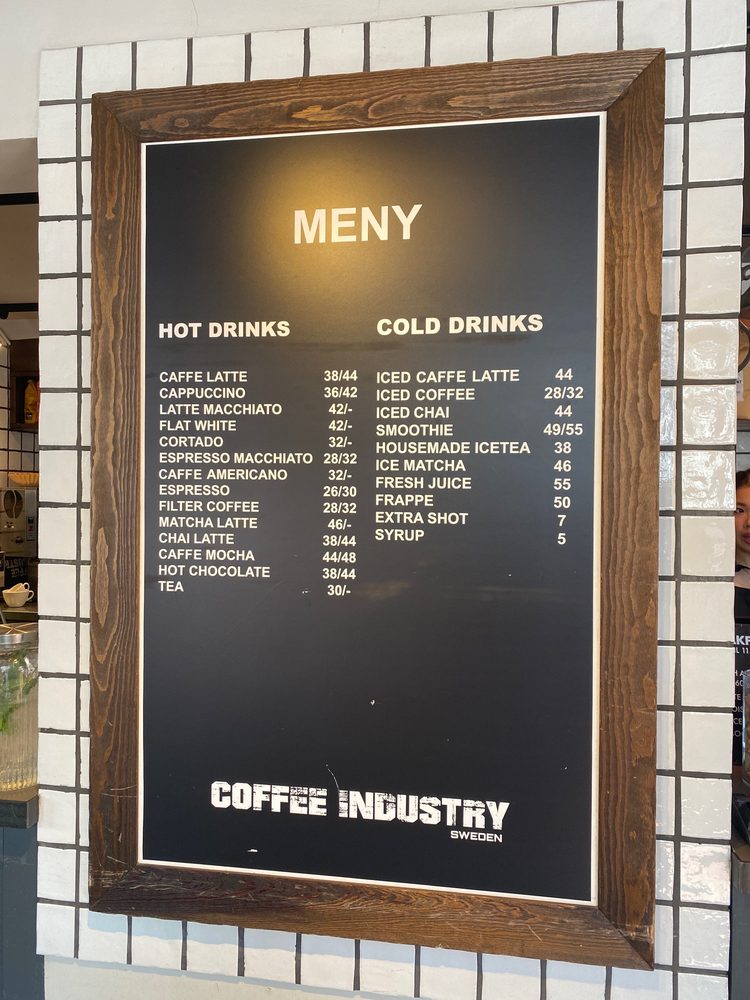 MENY
HOT DRINKS
CAFFE LATTE 38/44
CAPPUCCINO 36/42
LATTE MACCHIATO 42/-
FLAT WHITE 42/-
CORTADO 32/-
ESPRESSO MACCHIATO 28/32
CAFFE AMERICANO 32/-
ESPRESSO 26/30
FILTER COFFEE 28/32
MATCHA LATTE 46/-
CHAI LATTE 38/44
CAFFE MOCHA 44/48
HOT CHOCOLATE 38/44
TEA 30/-
COLD DRINKS
ICED CAFFE LATTE 44
ICED COFFEE 28/32
ICED CHAI 44
SMOOTHIE 49/55
HOUSEMADE ICETEA 38
ICE MATCHA 46
FRESH JUICE 55
FRAPPE 50
EXTRA SHOT 7
SYRUP 5
COFFEE INDUSTRY
SWEDEN